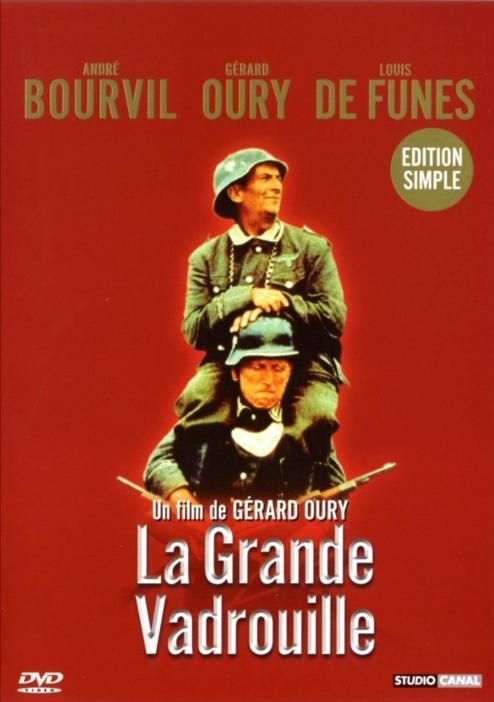 ANDRÉ GÉRARD LOUIS
BOURVIL OURY DE FUNES
EDITION
SIMPLE
Un film de GÉRARD OURY
La Grande
Vadrouille
DVD
VIDEO
STUDIO CANAL